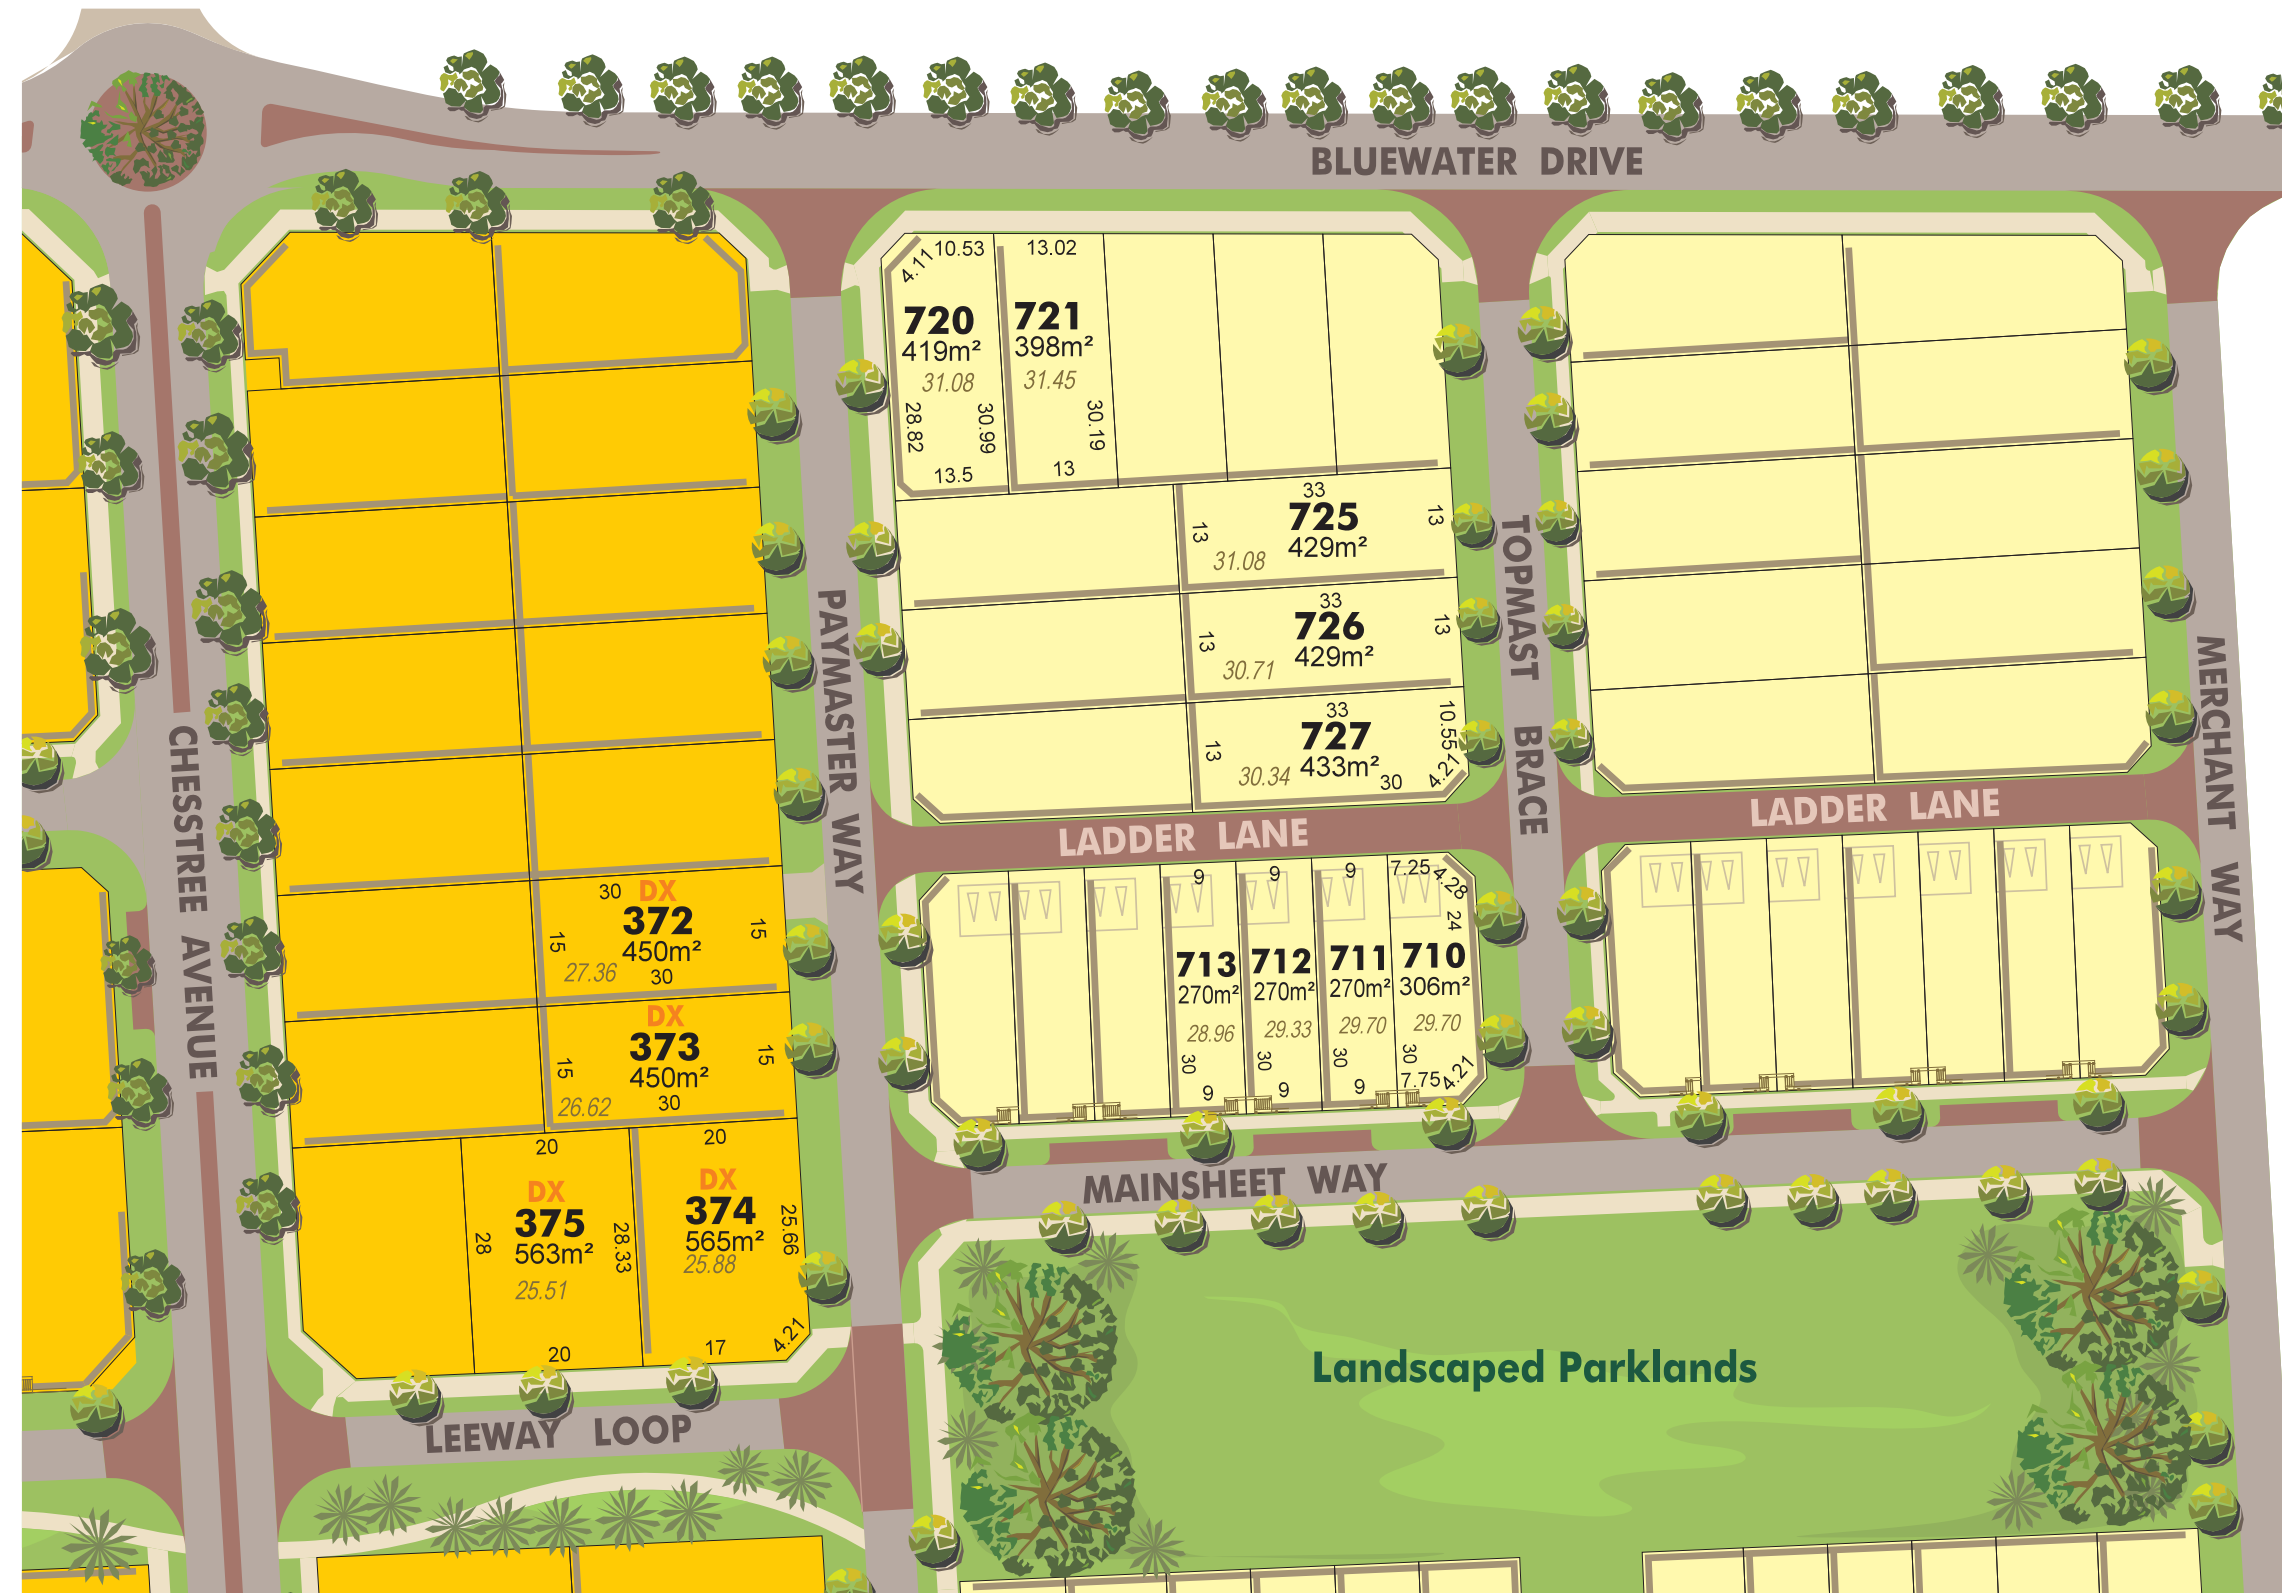 BLUEWATER DRIVE
4.11
10.53
720
419m²
31.08
28.82
30.99
13.5
13.02
721
398m²
31.45
30.19
13
33
725
429m²
31.08
13
13
33
726
429m²
30.71
13
13
33
727
433m²
30.34
13
10.55
4.21
30
CHESSTREE AVENUE
PAYMASTER WAY
TOPMAST BRACE
MERCHANT WAY
LADDER LANE
LADDER LANE
30
DX
372
450m²
27.36
15
15
30
DX
373
450m²
26.62
15
15
30
9
713
270m²
28.96
30
9
9
712
270m²
29.33
30
9
9
711
270m²
29.70
30
9
7.25
4.28
24
710
306m²
29.70
30
7.75
4.21
20
DX
375
563m²
25.51
28
28.33
20
20
DX
374
565m²
25.88
25.66
17
4.21
MAINSHEET WAY
LEEWAY LOOP
Landscaped Parklands